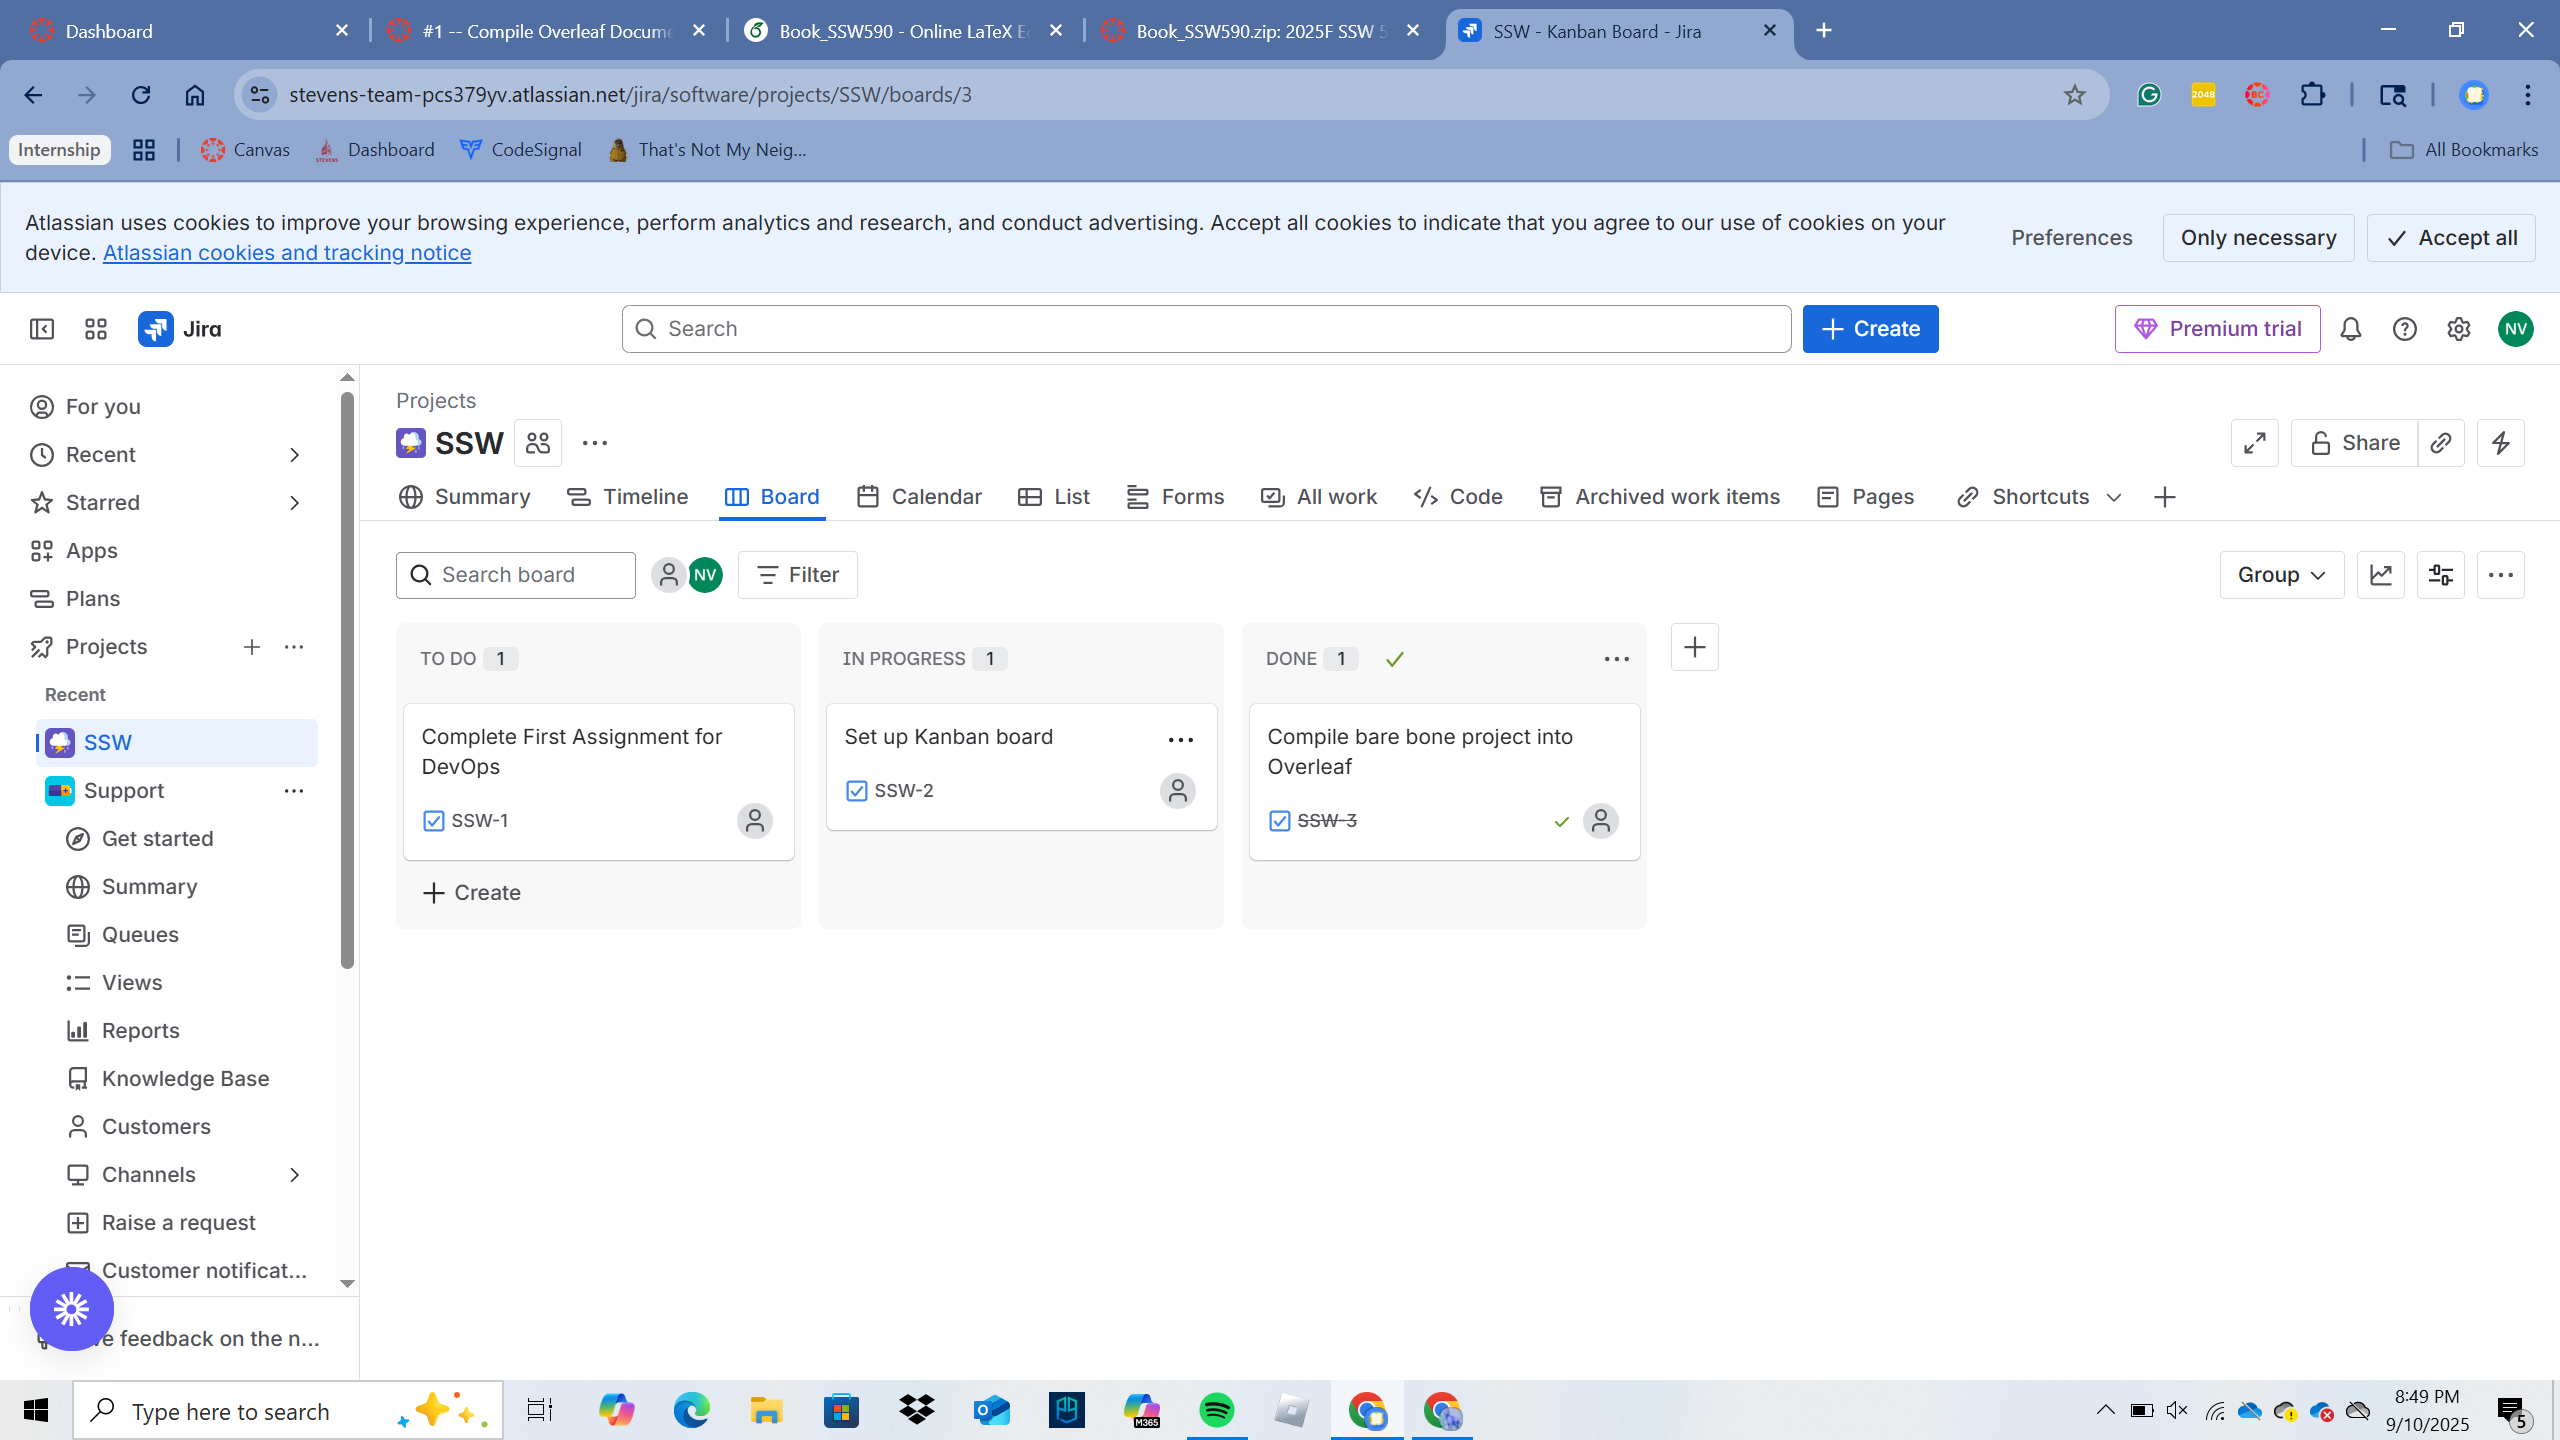 Dashboard
#1 -- Compile Overleaf Docume
Book_SSW590 - Online LaTeX Ed
Book_SSW590.zip: 2025F SSW 5
SSW - Kanban Board - Jira
stevens-team-pcs379yv.atlassian.net/jira/software/projects/SSW/boards/3
2048
BC
Internship
Canvas
STEVENS
Dashboard
CodeSignal
That's Not My Neig...
All Bookmarks
Atlassian uses cookies to improve your browsing experience, perform analytics and research, and conduct advertising. Accept all cookies to indicate that you agree to our use of cookies on your
device. Atlassian cookies and tracking notice
Preferences
Only necessary
Accept all
Jira
Search
Create
Premium trial
NV
For you
Recent
Starred
Apps
Plans
Projects
Recent
SSW
Support
Get started
Summary
Queues
Views
Reports
Knowledge Base
Customers
Channels
Raise a request
Customer notificat...
e feedback on the n...
Projects
SSW
Share
Summary
Timeline
Board
Calendar
List
Forms
All work
Code
Archived work items
Pages
Shortcuts
Search board
NV
Filter
Group
TO DO 1
Complete First Assignment for
DevOps
SSW-1
Create
IN PROGRESS 1
Set up Kanban board
SSW-2
DONE 1
Compile bare bone project into
Overleaf
SSW-3
Type here to search
M365
8:49 PM
9/10/2025
5